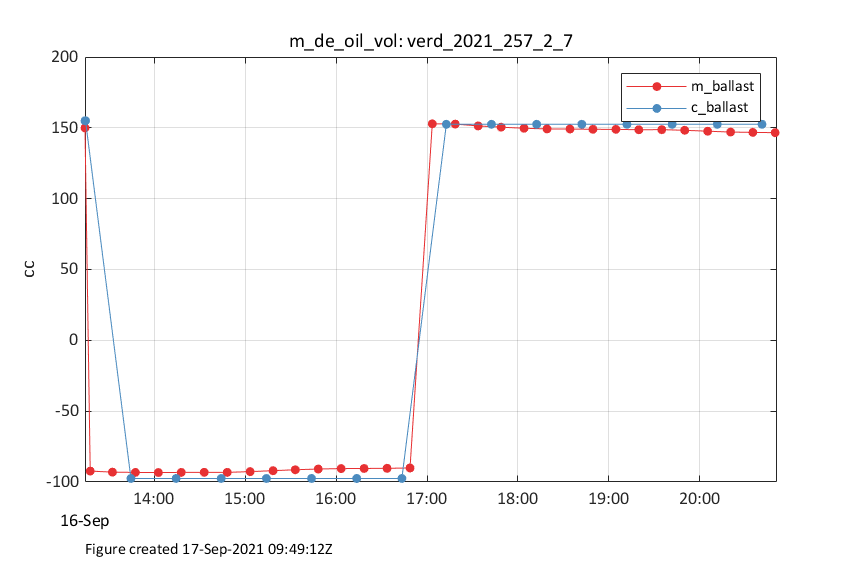 m_de_oil_vol: verd_2021_257_2_7
200
m_ballast
c_ballast
150
100
50
cc
0
-50
-100
14:00 15:00 16:00 17:00 18:00 19:00 20:00
16-Sep
Figure created 17-Sep-2021 09:49:12Z